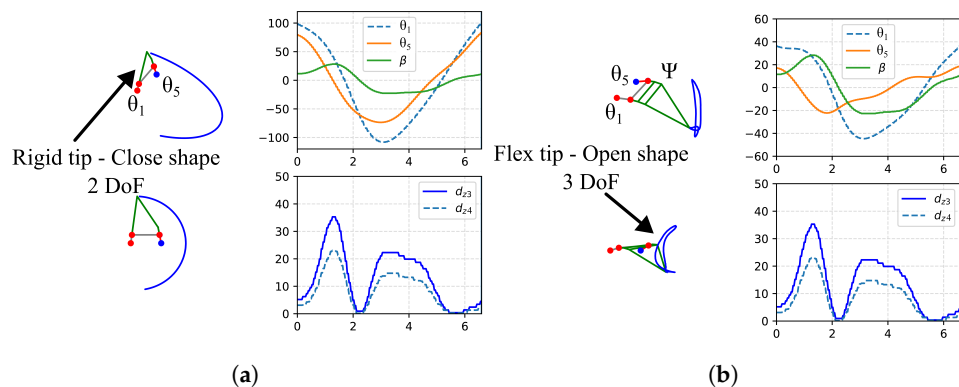 θ1
θ5
Rigid tip - Close shape
2 DoF
100
50
0
−50
−100
θ1
θ5
β
0 2 4 6
50
40
30
20
10
0
dz3
dz4
0 2 4 6
(a)
θ5
Ψ
θ1
Flex tip - Open shape
3 DoF
60
40
20
0
−20
−40
−60
θ1
θ5
β
0 2 4 6
50
40
30
20
10
0
dz3
dz4
0 2 4 6
(b)